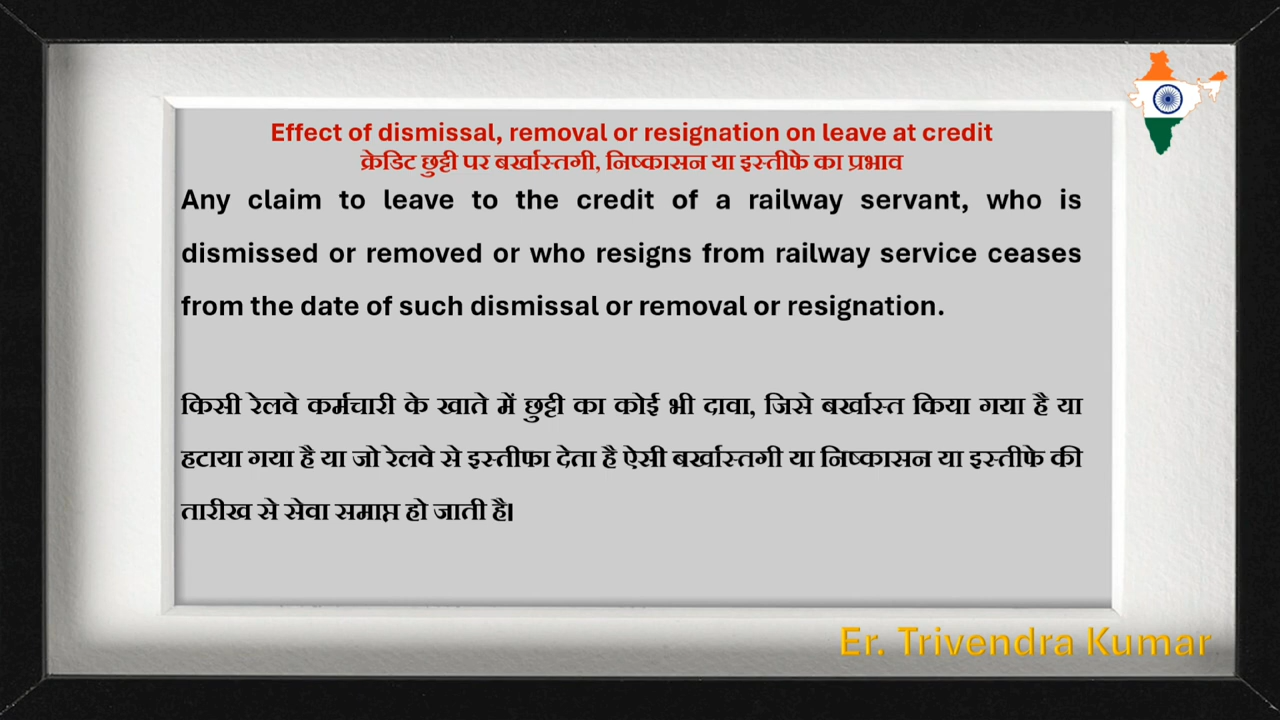 Effect of dismissal, removal or resignation on leave at credit
क्रेडिट छुट्टी पर बर्खास्तगी, निष्कासन या इस्तीफे का प्रभाव
Any claim to leave to the credit of a railway servant, who is
dismissed or removed or who resigns from railway service ceases
from the date of such dismissal or removal or resignation.
किसी रेलवे कर्मचारी के खाते में छुट्टी का कोई भी दावा, जिसे बर्खास्त किया गया है या
हटाया गया है या जो रेलवे से इस्तीफा देता है ऐसी बर्खास्तगी या निष्कासन या इस्तीफे की
तारीख से सेवा समाप्त हो जाती है।
Er. Trivendra Kumar